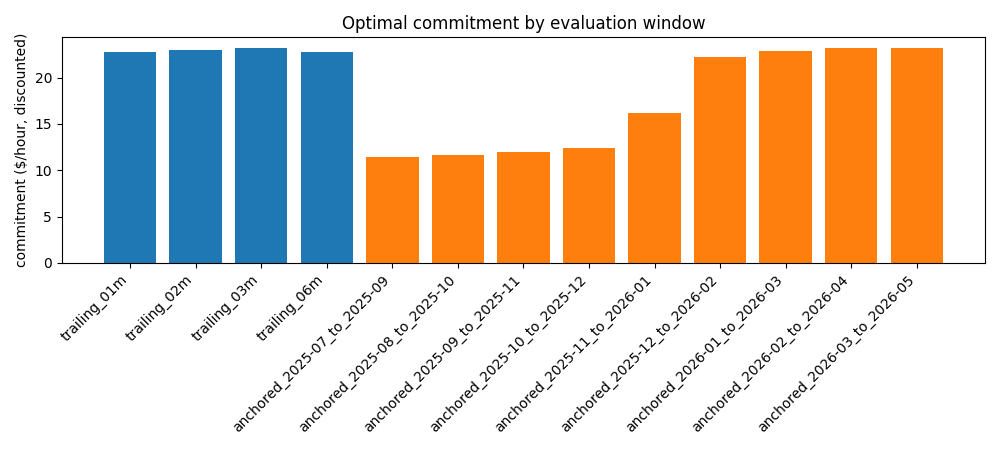 Optimal commitment by evaluation window
commitment ($/hour, discounted)
20
15
10
5
0
trailing_01m
trailing_02m
trailing_03m
trailing_06m
anchored_2025-07_to_2025-09
anchored_2025-08_to_2025-10
anchored_2025-09_to_2025-11
anchored_2025-10_to_2025-12
anchored_2025-11_to_2026-01
anchored_2025-12_to_2026-02
anchored_2026-01_to_2026-03
anchored_2026-02_to_2026-04
anchored_2026-03_to_2026-05